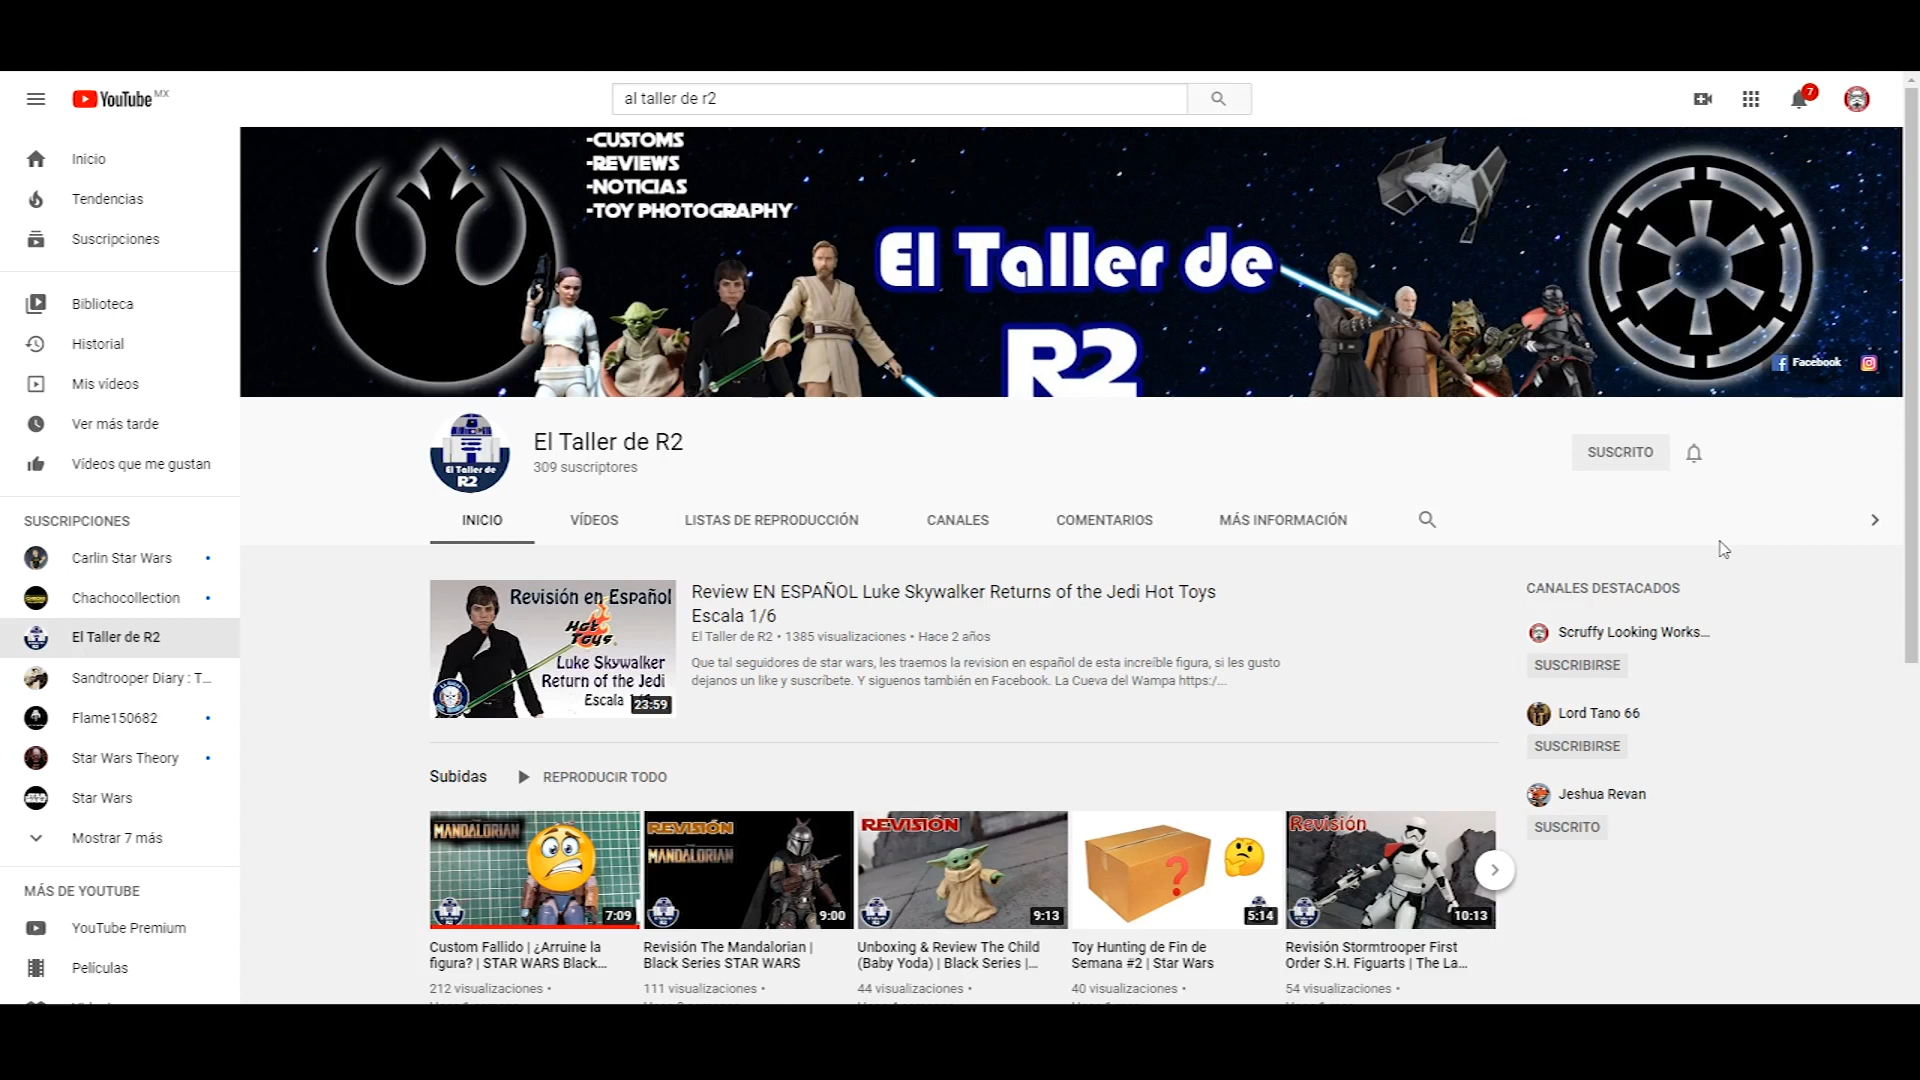 YouTube MX
al taller de r2
7
Inicio
Tendencias
Suscripciones
Biblioteca
Historial
Mis vídeos
Ver más tarde
Vídeos que me gustan
SUSCRIPCIONES
Carlin Star Wars
Chachocollection
El Taller de R2
Sandtrooper Diary : T...
Flame150682
Star Wars Theory
Star Wars
Mostrar 7 más
MÁS DE YOUTUBE
YouTube Premium
Películas
-CUSTOMS
-REVIEWS
-NOTICIAS
-TOY PHOTOGRAPHY
El Taller de
R2
Facebook
El Taller de
R2
El Taller de R2
309 suscriptores
SUSCRITO
INICIO
VÍDEOS
LISTAS DE REPRODUCCIÓN
CANALES
COMENTARIOS
MÁS INFORMACIÓN
Revisión en Español
Hot Toys
Luke Skywalker
Return of the Jedi
Escala
23:59
Review EN ESPAÑOL Luke Skywalker Returns of the Jedi Hot Toys
Escala 1/6
El Taller de R2 • 1385 visualizaciones • Hace 2 años
Que tal seguidores de star wars, les traemos la revision en español de esta increíble figura, si les gusto
dejanos un like y suscríbete. Y siguenos también en Facebook. La Cueva del Wampa https:/...
CANALES DESTACADOS
Scruffy Looking Works...
SUSCRIBIRSE
Lord Tano 66
SUSCRIBIRSE
Jeshua Revan
SUSCRITO
Subidas
REPRODUCIR TODO
MANDALORIAN
7:09
Custom Fallido | ¿Arruine la
figura? | STAR WARS Black...
212 visualizaciones •
REVISIÓN
MANDALORIAN
9:00
Revisión The Mandalorian |
Black Series STAR WARS
111 visualizaciones •
REVISIÓN
9:13
Unboxing & Review The Child
(Baby Yoda) | Black Series |...
44 visualizaciones •
?
5:14
Toy Hunting de Fin de
Semana #2 | Star Wars
40 visualizaciones •
Revisión
10:13
Revisión Stormtrooper First
Order S.H. Figuarts | The La...
54 visualizaciones •